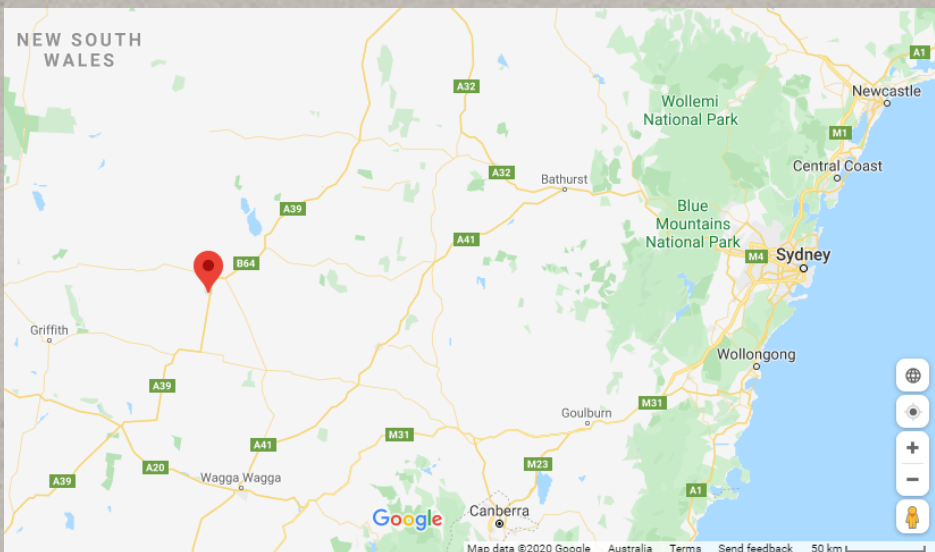 NEW SOUTH
WALES
A1
A32
Newcastle
Wollemi
National Park
M1
Central Coast
A32
Bathurst
A39
Blue
Mountains
National Park
A41
M4
Sydney
B64
Griffith
Wollongong
A39
M31
Goulburn
M31
A41
M23
A20
A39
Wagga Wagga
A1
Canberra
Google
Map data ©2020 Google Australia Terms Send feedback 50 km